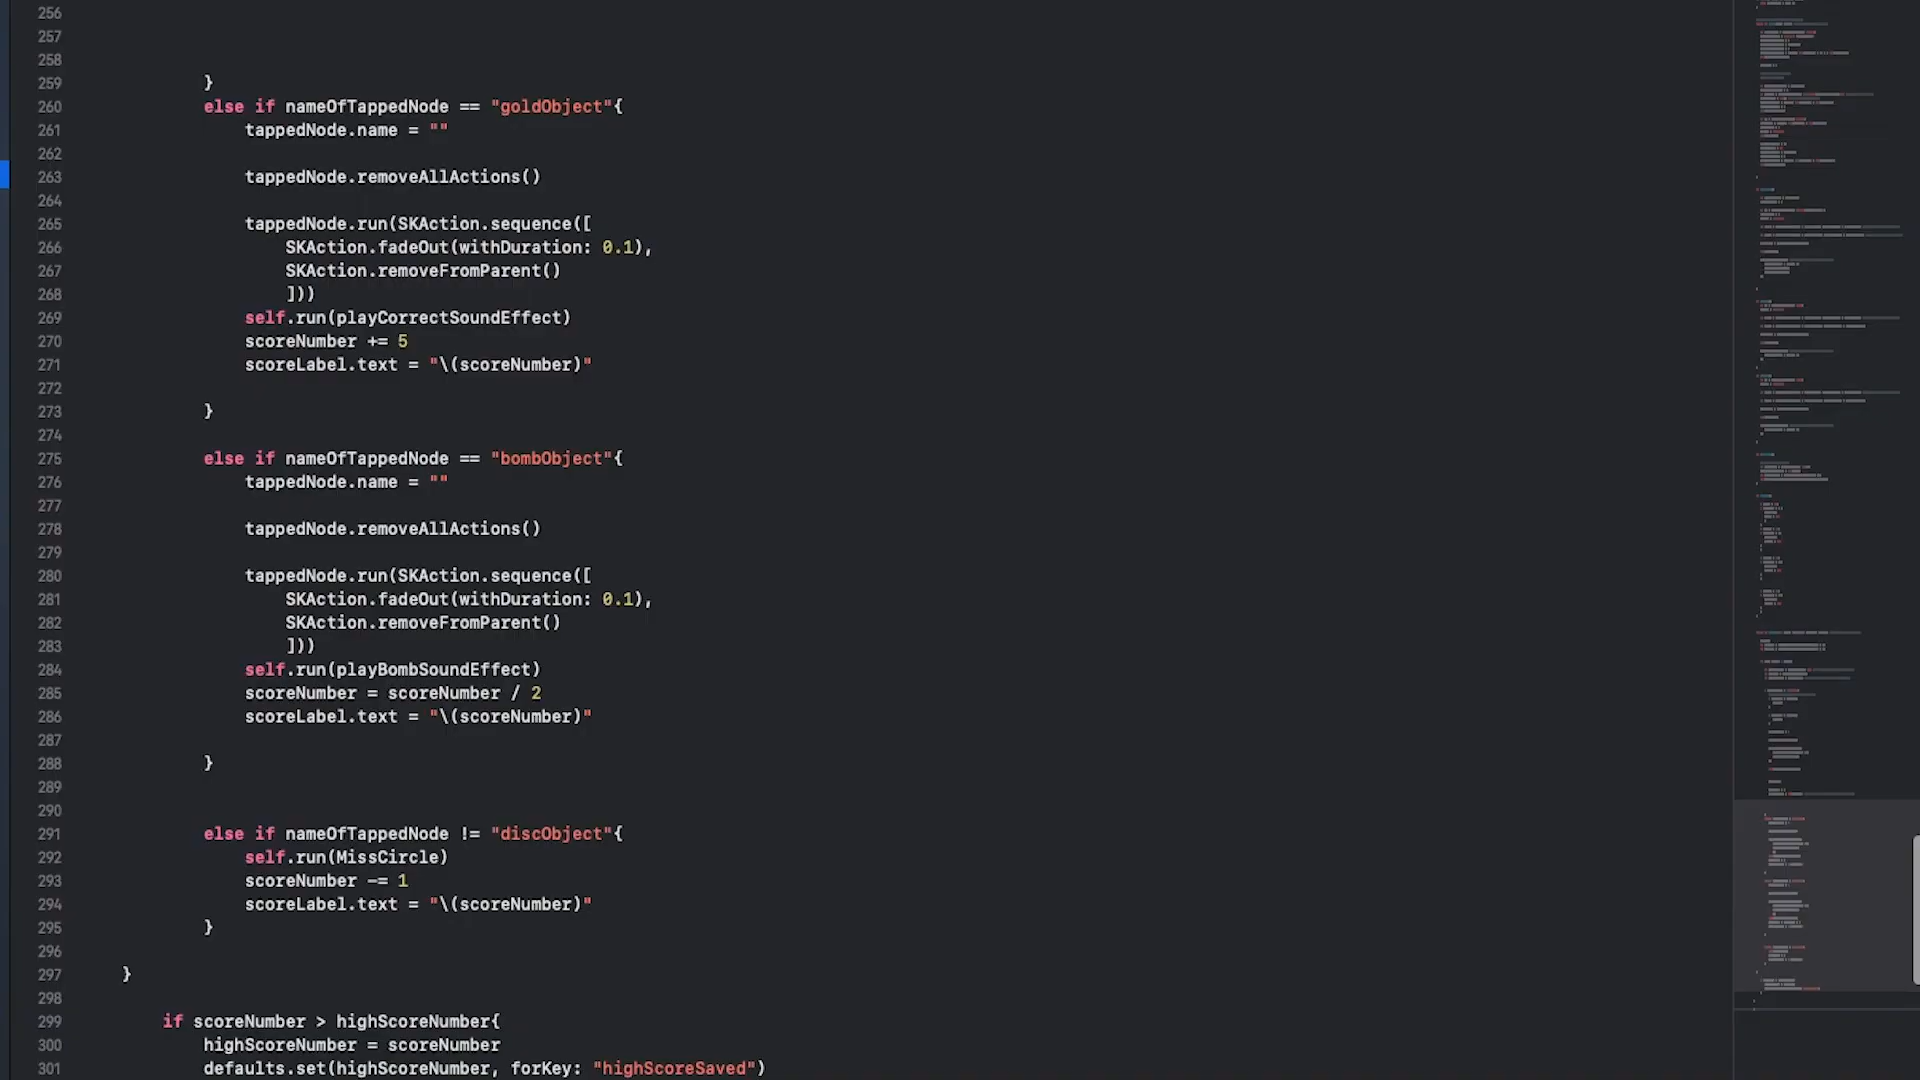 256
257
258
259 }
260 else if nameOfTappedNode == "goldObject"{
261 tappedNode.name = ""
262
263 tappedNode.removeAllActions()
264
265 tappedNode.run(SKAction.sequence([
266 SKAction.fadeOut(withDuration: 0.1),
267 SKAction.removeFromParent()
268 ]))
269 self.run(playCorrectSoundEffect)
270 scoreNumber += 5
271 scoreLabel.text = "\(scoreNumber)"
272
273 }
274
275 else if nameOfTappedNode == "bombObject"{
276 tappedNode.name = ""
277
278 tappedNode.removeAllActions()
279
280 tappedNode.run(SKAction.sequence([
281 SKAction.fadeOut(withDuration: 0.1),
282 SKAction.removeFromParent()
283 ]))
284 self.run(playBombSoundEffect)
285 scoreNumber = scoreNumber / 2
286 scoreLabel.text = "\(scoreNumber)"
287
288 }
289
290
291 else if nameOfTappedNode != "discObject"{
292 self.run(MissCircle)
293 scoreNumber -= 1
294 scoreLabel.text = "\(scoreNumber)"
295 }
296
297 }
298
299 if scoreNumber > highScoreNumber{
300 highScoreNumber = scoreNumber
301 defaults.set(highScoreNumber, forKey: "highScoreSaved")